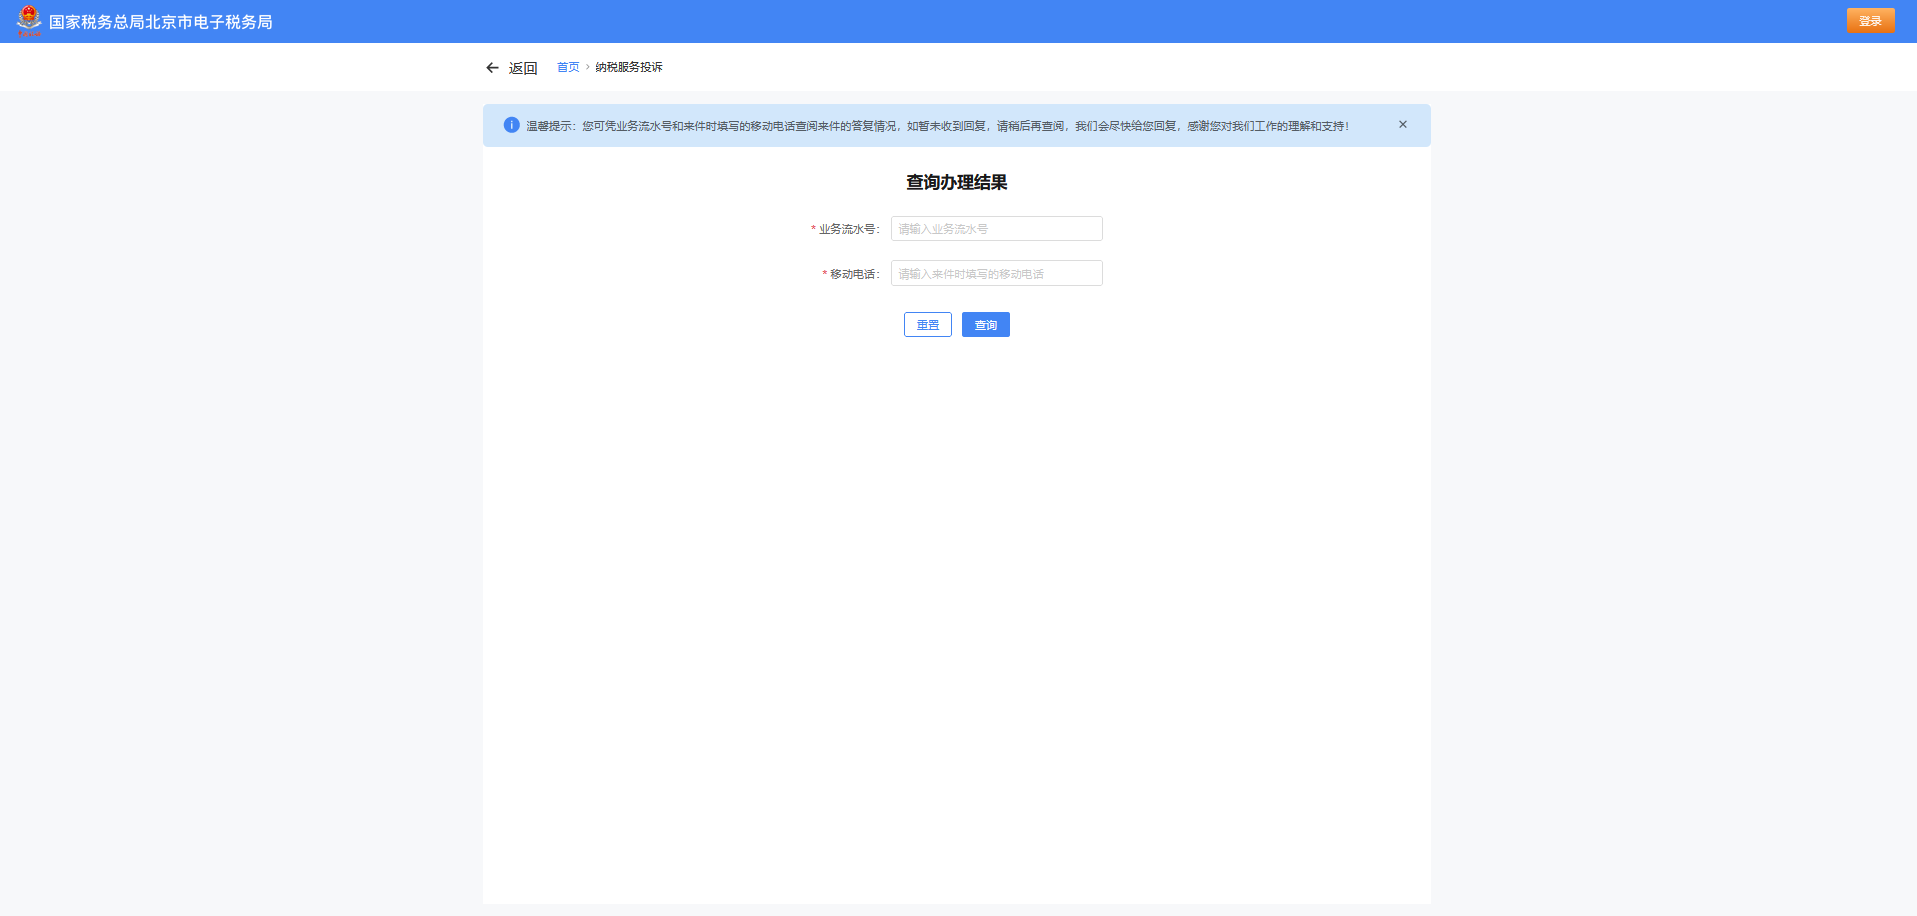 国家税务总局北京市电子税务局
登录
返回 首页 > 纳税服务投诉
温馨提示：您可凭业务流水号和来件时填写的移动电话查阅来件的答复情况，如暂未收到回复，请稍后再查阅，我们会尽快给您回复，感谢您对我们工作的理解和支持！
查询办理结果
* 业务流水号： 请输入业务流水号
* 移动电话： 请输入来件时填写的移动电话
重置 查询